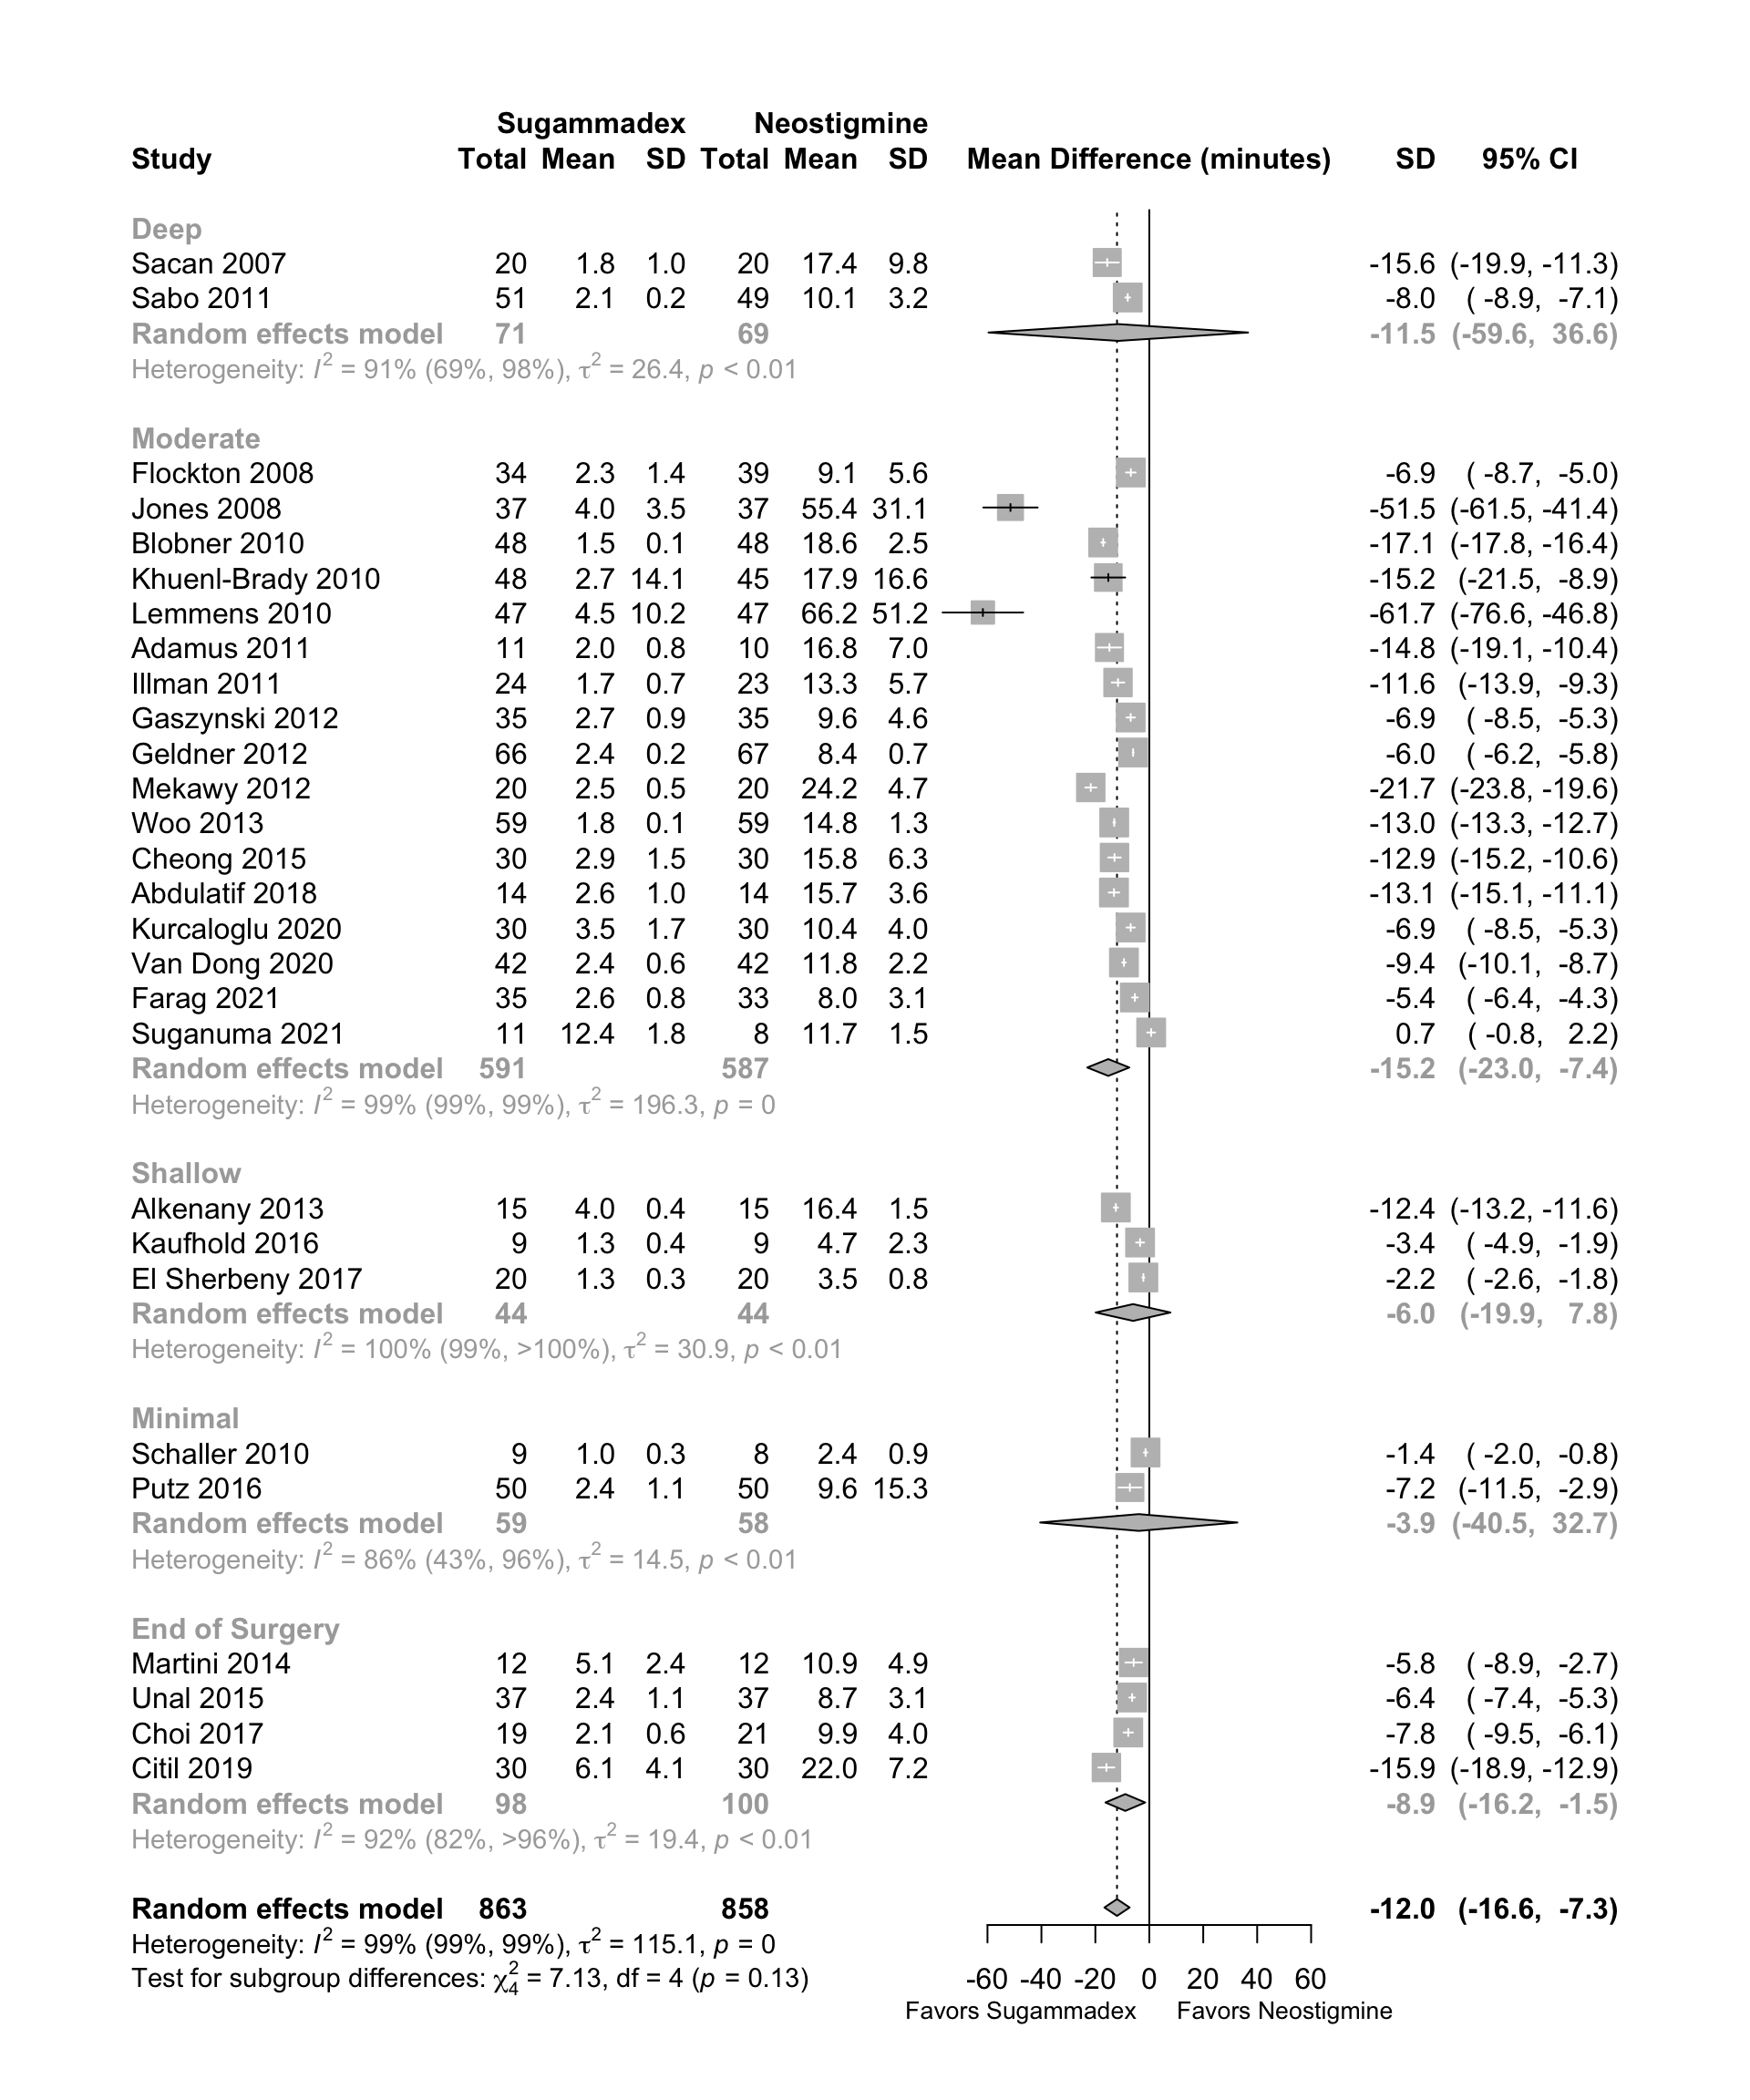 Sugammadex Neostigmine
Study Total Mean SD Total Mean SD Mean Difference (minutes) SD 95% CI
Deep
Sacan 2007 20 1.8 1.0 20 17.4 9.8 -15.6 (-19.9, -11.3)
Sabo 2011 51 2.1 0.2 49 10.1 3.2 -8.0 ( -8.9, -7.1)
Random effects model 71 69 -11.5 (-59.6, 36.6)
Heterogeneity: I² = 91% (69%, 98%), τ² = 26.4, p < 0.01
Moderate
Flockton 2008 34 2.3 1.4 39 9.1 5.6 -6.9 ( -8.7, -5.0)
Jones 2008 37 4.0 3.5 37 55.4 31.1 -51.5 (-61.5, -41.4)
Blobner 2010 48 1.5 0.1 48 18.6 2.5 -17.1 (-17.8, -16.4)
Khuenl-Brady 2010 48 2.7 14.1 45 17.9 16.6 -15.2 (-21.5, -8.9)
Lemmens 2010 47 4.5 10.2 47 66.2 51.2 -61.7 (-76.6, -46.8)
Adamus 2011 11 2.0 0.8 10 16.8 7.0 -14.8 (-19.1, -10.4)
Illman 2011 24 1.7 0.7 23 13.3 5.7 -11.6 (-13.9, -9.3)
Gaszynski 2012 35 2.7 0.9 35 9.6 4.6 -6.9 ( -8.5, -5.3)
Geldner 2012 66 2.4 0.2 67 8.4 0.7 -6.0 ( -6.2, -5.8)
Mekawy 2012 20 2.5 0.5 20 24.2 4.7 -21.7 (-23.8, -19.6)
Woo 2013 59 1.8 0.1 59 14.8 1.3 -13.0 (-13.3, -12.7)
Cheong 2015 30 2.9 1.5 30 15.8 6.3 -12.9 (-15.2, -10.6)
Abdulatif 2018 14 2.6 1.0 14 15.7 3.6 -13.1 (-15.1, -11.1)
Kurcaloglu 2020 30 3.5 1.7 30 10.4 4.0 -6.9 ( -8.5, -5.3)
Van Dong 2020 42 2.4 0.6 42 11.8 2.2 -9.4 (-10.1, -8.7)
Farag 2021 35 2.6 0.8 33 8.0 3.1 -5.4 ( -6.4, -4.3)
Suganuma 2021 11 12.4 1.8 8 11.7 1.5 0.7 ( -0.8, 2.2)
Random effects model 591 587 -15.2 (-23.0, -7.4)
Heterogeneity: I² = 99% (99%, 99%), τ² = 196.3, p = 0
Shallow
Alkenany 2013 15 4.0 0.4 15 16.4 1.5 -12.4 (-13.2, -11.6)
Kaufhold 2016 9 1.3 0.4 9 4.7 2.3 -3.4 ( -4.9, -1.9)
El Sherbeny 2017 20 1.3 0.3 20 3.5 0.8 -2.2 ( -2.6, -1.8)
Random effects model 44 44 -6.0 (-19.9, 7.8)
Heterogeneity: I² = 100% (99%, >100%), τ² = 30.9, p < 0.01
Minimal
Schaller 2010 9 1.0 0.3 8 2.4 0.9 -1.4 ( -2.0, -0.8)
Putz 2016 50 2.4 1.1 50 9.6 15.3 -7.2 (-11.5, -2.9)
Random effects model 59 58 -3.9 (-40.5, 32.7)
Heterogeneity: I² = 86% (43%, 96%), τ² = 14.5, p < 0.01
End of Surgery
Martini 2014 12 5.1 2.4 12 10.9 4.9 -5.8 ( -8.9, -2.7)
Unal 2015 37 2.4 1.1 37 8.7 3.1 -6.4 ( -7.4, -5.3)
Choi 2017 19 2.1 0.6 21 9.9 4.0 -7.8 ( -9.5, -6.1)
Citil 2019 30 6.1 4.1 30 22.0 7.2 -15.9 (-18.9, -12.9)
Random effects model 98 100 -8.9 (-16.2, -1.5)
Heterogeneity: I² = 92% (82%, >96%), τ² = 19.4, p < 0.01
Random effects model 863 858 -12.0 (-16.6, -7.3)
Heterogeneity: I² = 99% (99%, 99%), τ² = 115.1, p = 0
Test for subgroup differences: χ²₄ = 7.13, df = 4 (p = 0.13)
-60 -40 -20 0 20 40 60
Favors Sugammadex Favors Neostigmine